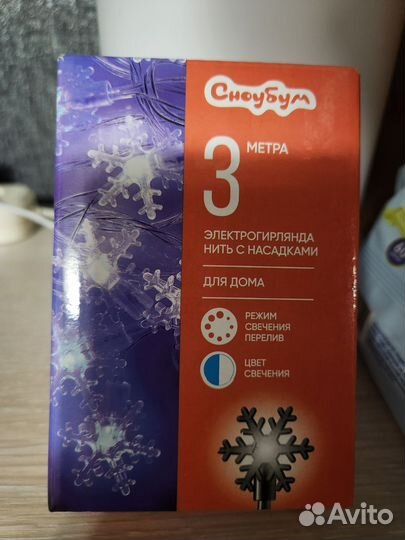 Сноубум
3 МЕТРА
ЭЛЕКТРОГИРЛЯНДА
НИТЬ С НАСАДКАМИ
ДЛЯ ДОМА
РЕЖИМ
СВЕЧЕНИЯ
ПЕРЕЛИВ
ЦВЕТ
СВЕЧЕНИЯ
Avito